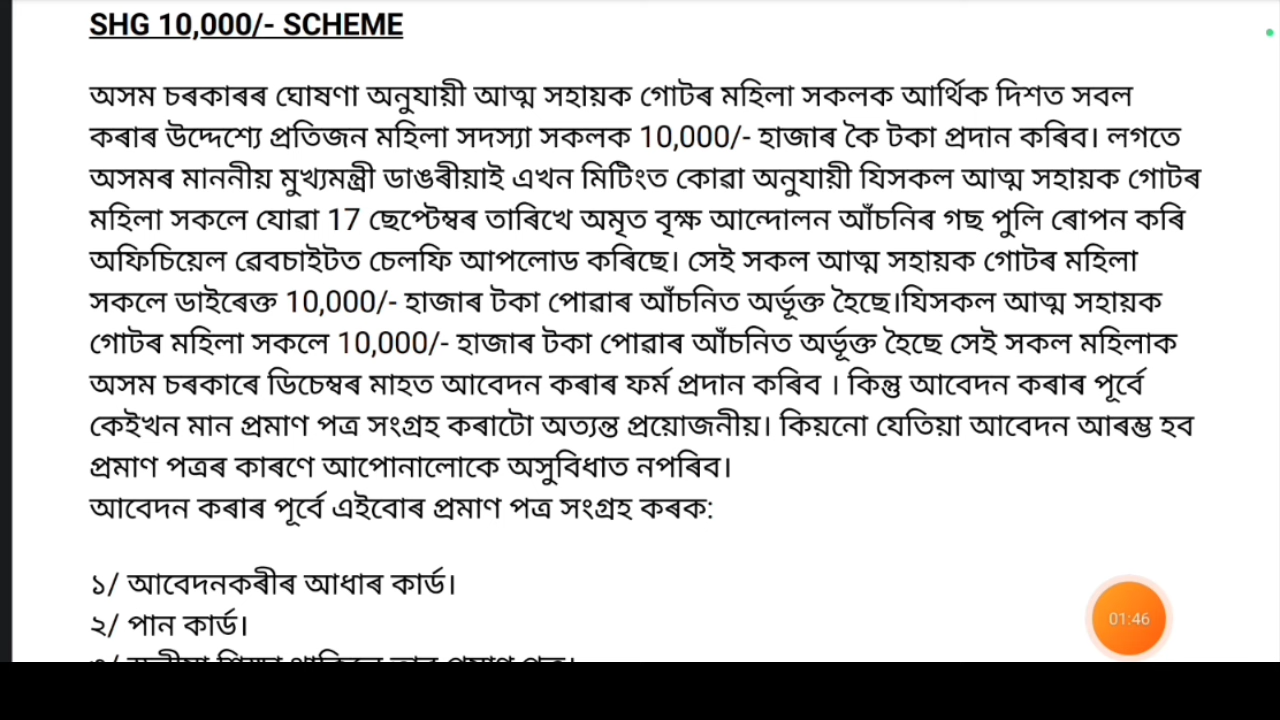 SHG 10,000/- SCHEME
অসম চৰকাৰৰ ঘোষণা অনুযায়ী আত্ম সহায়ক গোটৰ মহিলা সকলক আৰ্থিক দিশত সবল
কৰাৰ উদ্দেশ্যে প্ৰতিজন মহিলা সদস্যা সকলক 10,000/- হাজাৰ কৈ টকা প্ৰদান কৰিব। লগতে
অসমৰ মাননীয় মুখ্যমন্ত্ৰী ডাঙৰীয়াই এখন মিটিংত কোৱা অনুযায়ী যিসকল আত্ম সহায়ক গোটৰ
মহিলা সকলে যোৱা 17 ছেপ্টেম্বৰ তাৰিখে অমৃত বৃক্ষ আন্দোলন আঁচনিৰ গছ পুলি ৰোপন কৰি
অফিচিয়েল ৱেবচাইটত চেলফি আপলোড কৰিছে। সেই সকল আত্ম সহায়ক গোটৰ মহিলা
সকলে ডাইৰেক্ত 10,000/- হাজাৰ টকা পোৱাৰ আঁচনিত অৰ্ভূক্ত হৈছে।যিসকল আত্ম সহায়ক
গোটৰ মহিলা সকলে 10,000/- হাজাৰ টকা পোৱাৰ আঁচনিত অৰ্ভূক্ত হৈছে সেই সকল মহিলাক
অসম চৰকাৰে ডিচেম্বৰ মাহত আবেদন কৰাৰ ফৰ্ম প্ৰদান কৰিব । কিন্তু আবেদন কৰাৰ পূৰ্বে
কেইখন মান প্ৰমাণ পত্ৰ সংগ্ৰহ কৰাটো অত্যন্ত প্ৰয়োজনীয়। কিয়নো যেতিয়া আবেদন আৰম্ভ হব
প্ৰমাণ পত্ৰৰ কাৰণে আপোনালোকে অসুবিধাত নপৰিব।
আবেদন কৰাৰ পূৰ্বে এইবোৰ প্ৰমাণ পত্ৰ সংগ্ৰহ কৰক:
১/ আবেদনকৰীৰ আধাৰ কাৰ্ড।
২/ পান কাৰ্ড।
01:46